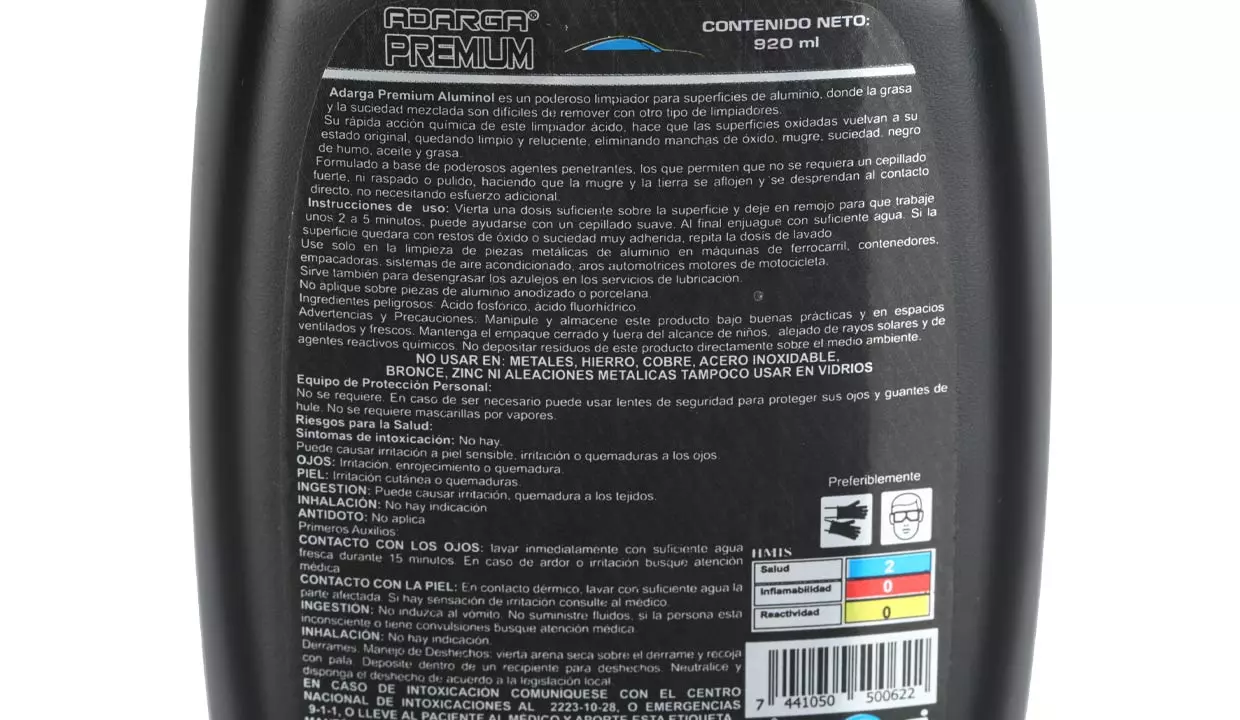 ADARGA®
PREMIUM
CONTENIDO NETO:
920 ml
Adarga Premium Aluminol es un poderoso limpiador para superficies de aluminio, donde la grasa
y la suciedad mezclada son difíciles de remover con otro tipo de limpiadores.
Su rápida acción química de este limpiador ácido, hace que las superficies oxidadas vuelvan a su
estado original, quedando limpio y reluciente, eliminando manchas de óxido, mugre, suciedad, negro
de humo, aceite y grasa.
Formulado a base de poderosos agentes penetrantes, los que permiten que no se requiera un cepillado
fuerte, ni raspado o pulido, haciendo que la mugre y la tierra se aflojen y se desprendan al contacto
directo, no necesitando esfuerzo adicional.
Instrucciones de uso: Vierta una dosis suficiente sobre la superficie y deje en remojo para que trabaje
unos 2 a 5 minutos, puede ayudarse con un cepillado suave. Al final enjuague con suficiente agua. Si la
superficie quedara con restos de óxido o suciedad muy adherida, repita la dosis de lavado
Use solo en la limpieza de piezas metálicas de aluminio en máquinas de ferrocarril, contenedores,
empacadoras, sistemas de aire acondicionado, aros automotrices motores de motocicleta.
Sirve también para desengrasar los azulejos en los servicios de lubricación.
No aplique sobre piezas de aluminio anodizado o porcelana.
Ingredientes peligrosos: Ácido fosfórico, ácido fluorhídrico.
Advertencias y Precauciones: Manipule y almacene este producto bajo buenas prácticas y en espacios
ventilados y frescos. Mantenga el empaque cerrado y fuera del alcance de niños, alejado de rayos solares y de
agentes reactivos químicos. No depositar residuos de este producto directamente sobre el medio ambiente.
NO USAR EN: METALES, HIERRO, COBRE, ACERO INOXIDABLE,
BRONCE, ZINC NI ALEACIONES METALICAS TAMPOCO USAR EN VIDRIOS
Equipo de Protección Personal:
No se requiere. En caso de ser necesario puede usar lentes de seguridad para proteger sus ojos y guantes de
hule. No se requiere mascarillas por vapores.
Riesgos para la Salud:
Síntomas de intoxicación: No hay.
Puede causar irritación a piel sensible, irritación o quemaduras a los ojos.
OJOS: Irritación, enrojecimiento o quemadura.
PIEL: Irritación cutánea o quemaduras.
INGESTION: Puede causar irritación, quemadura a los tejidos.
INHALACIÓN: No hay indicación
ANTIDOTO: No aplica
Primeros Auxilios:
CONTACTO CON LOS OJOS: lavar inmediatamente con suficiente agua
fresca durante 15 minutos. En caso de ardor o irritación busque atención
médica
CONTACTO CON LA PIEL: En contacto dérmico, lavar con suficiente agua la
parte afectada. Si hay sensación de irritación consulte al médico.
INGESTIÓN: No induzca al vómito. No suministre fluidos, si la persona esta
inconsciente o tiene convulsiones busque atención médica.
INHALACIÓN: No hay indicación.
Derrames. Manejo de Deshechos: vierta arena seca sobre el derrame y recoja
con pala. Deposite dentro de un recipiente para deshechos. Neutralice y
disponga el deshecho de acuerdo a la legislación local.
EN CASO DE INTOXICACIÓN COMUNIQUESE CON EL CENTRO
NACIONAL DE INTOXICACIONES AL 2223-10-28, O EMERGENCIAS
9-1-1, O LLEVE AL PACIENTE AL MÉDICO Y APORTE ESTA ETIQUETA
Preferiblemente
HMIS
Salud 2
Inflamabilidad 0
Reactividad 0
7 441050 500622